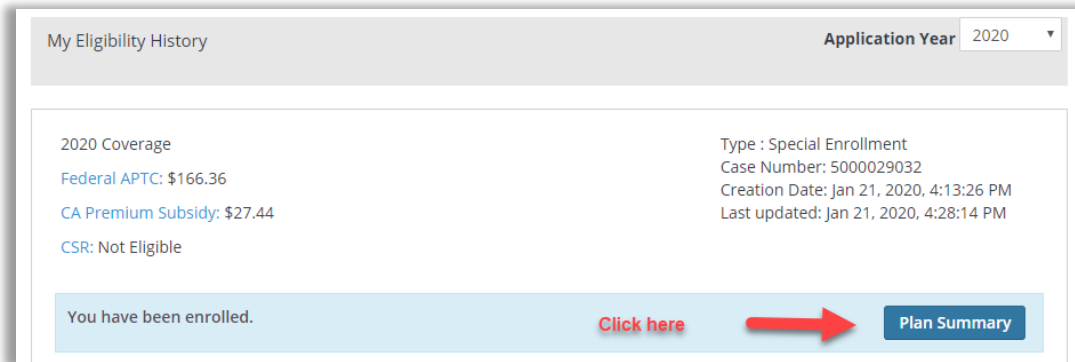 My Eligibility History
Application Year 2020
2020 Coverage
Federal APTC: $166.36
CA Premium Subsidy: $27.44
CSR: Not Eligible
Type : Special Enrollment
Case Number: 5000029032
Creation Date: Jan 21, 2020, 4:13:26 PM
Last updated: Jan 21, 2020, 4:28:14 PM
You have been enrolled.
Click here
Plan Summary